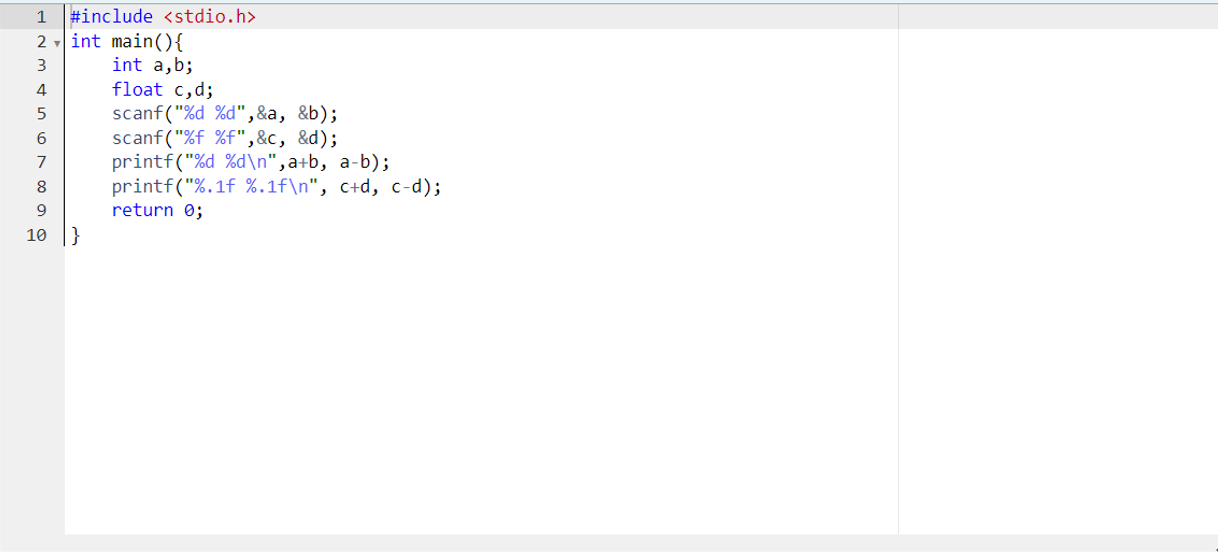 1 #include <stdio.h>
2 int main(){
3     int a,b;
4     float c,d;
5     scanf("%d %d",&a, &b);
6     scanf("%f %f",&c, &d);
7     printf("%d %d\n",a+b, a-b);
8     printf("%.1f %.1f\n", c+d, c-d);
9     return 0;
10 }